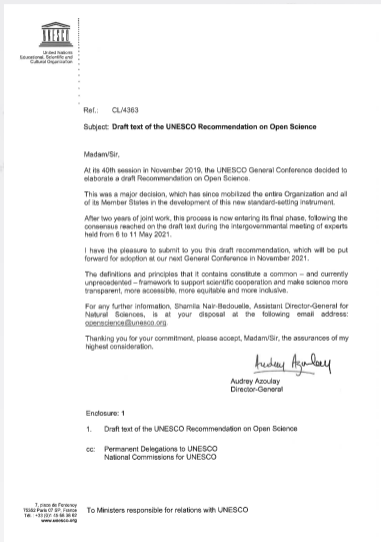 UNESCO
United Nations
Educational, Scientific and
Cultural Organization
Ref.: CL/4363
Subject: Draft text of the UNESCO Recommendation on Open Science
Madam/Sir,
At its 40th session in November 2019, the UNESCO General Conference decided to
elaborate a draft Recommendation on Open Science.
This was a major decision, which has since mobilized the entire Organization and all
of its Member States in the development of this new standard-setting instrument.
After two years of joint work, this process is now entering its final phase, following the
consensus reached on the draft text during the intergovernmental meeting of experts
held from 6 to 11 May 2021.
I have the pleasure to submit to you this draft recommendation, which will be put
forward for adoption at our next General Conference in November 2021.
The definitions and principles that it contains constitute a common – and currently
unprecedented – framework to support scientific cooperation and make science more
transparent, more accessible, more equitable and more inclusive.
For any further information, Shamila Nair-Bedouelle, Assistant Director-General for
Natural Sciences, is at your disposal at the following email address:
openscience@unesco.org.
Thanking you for your commitment, please accept, Madam/Sir, the assurances of my
highest consideration.
Audrey Azoulay
Audrey Azoulay
Director-General
Enclosure: 1
1. Draft text of the UNESCO Recommendation on Open Science
cc: Permanent Delegations to UNESCO
National Commissions for UNESCO
7, place de Fontenoy
75352 Paris 07 SP, France
Tél. : +33 (0)1 45 68
www.unesco.org
To Ministers responsible for relations with UNESCO